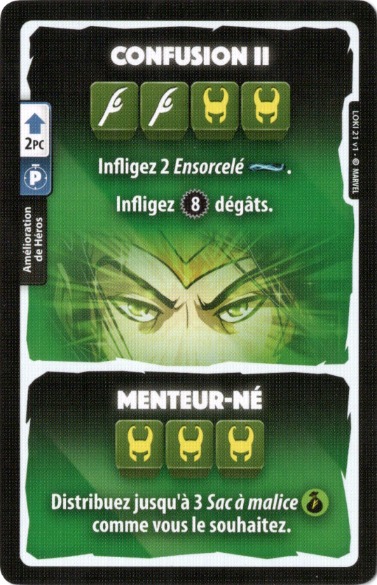 CONFUSION II
Infligez 2 Ensorcelé .
Infligez 8 dégâts.
2PC
P
Amélioration
de Héros
LOKI 21 v1 - © MARVEL
MENTEUR-NÉ
Distribuez jusqu'à 3 Sac à malice
comme vous le souhaitez.